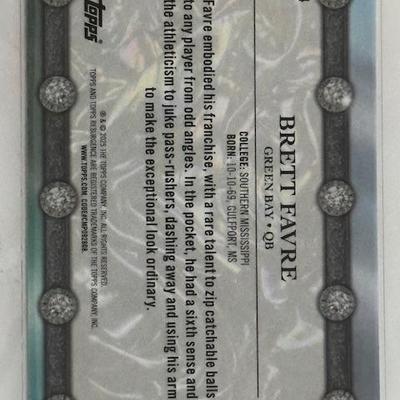 BRETT FAVRE
GREEN BAY • QB
COLLEGE: SOUTHERN MISSISSIPPI
BORN: 10-10-69, GULFPORT, MS
Favre embodied his franchise, with a rare talent to zip catchable balls
to any player from odd angles. In the pocket, he had a sixth sense and
the athleticism to juke pass-rushers, dashing away and using his arm
to make the exceptional look ordinary.
topps
® & © 2025 THE TOPPS COMPANY, INC. ALL RIGHTS RESERVED.
TOPPS AND TOPPS RESURGENCE ARE REGISTERED TRADEMARKS OF THE TOPPS COMPANY, INC.
WWW.TOPPS.COM.